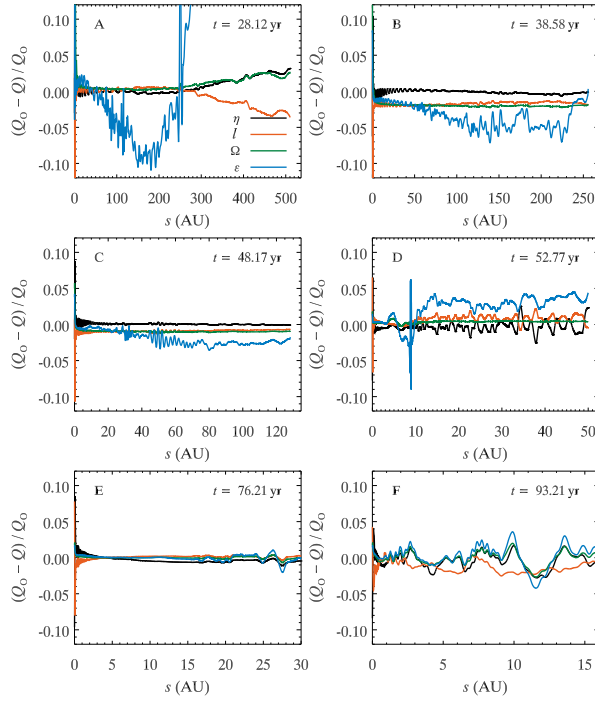 A t = 28.12 yr
(Q₀ − Q) / Q₀
0.10
0.05
0.00
-0.05
-0.10
η
l
Ω
ε
0 100 200 300 400 500
s (AU)
B t = 38.58 yr
(Q₀ − Q) / Q₀
0.10
0.05
0.00
-0.05
-0.10
0 50 100 150 200 250
s (AU)
C t = 48.17 yr
(Q₀ − Q) / Q₀
0.10
0.05
0.00
-0.05
-0.10
0 20 40 60 80 100 120
s (AU)
D t = 52.77 yr
(Q₀ − Q) / Q₀
0.10
0.05
0.00
-0.05
-0.10
0 10 20 30 40 50
s (AU)
E t = 76.21 yr
(Q₀ − Q) / Q₀
0.10
0.05
0.00
-0.05
-0.10
0 5 10 15 20 25 30
s (AU)
F t = 93.21 yr
(Q₀ − Q) / Q₀
0.10
0.05
0.00
-0.05
-0.10
0 5 10 15
s (AU)